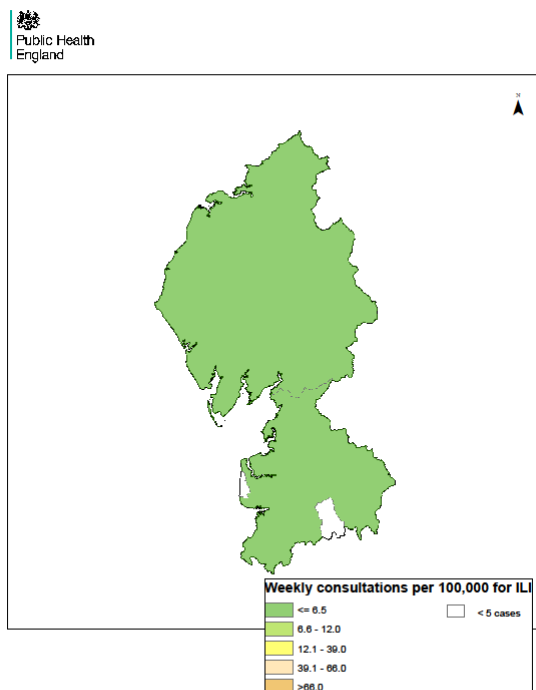 Public Health
England
N
Weekly consultations per 100,000 for ILI
<= 6.5
< 5 cases
6.6 - 12.0
12.1 - 39.0
39.1 - 66.0
>66.0